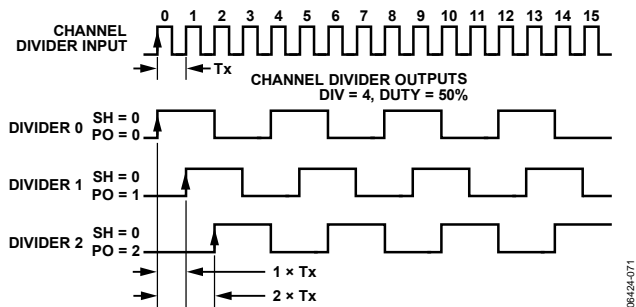 0 1 2 3 4 5 6 7 8 9 10 11 12 13 14 15
CHANNEL
DIVIDER INPUT
Tx
CHANNEL DIVIDER OUTPUTS
DIV = 4, DUTY = 50%
DIVIDER 0 SH = 0
PO = 0
DIVIDER 1 SH = 0
PO = 1
DIVIDER 2 SH = 0
PO = 2
1 × Tx
2 × Tx
06424-071